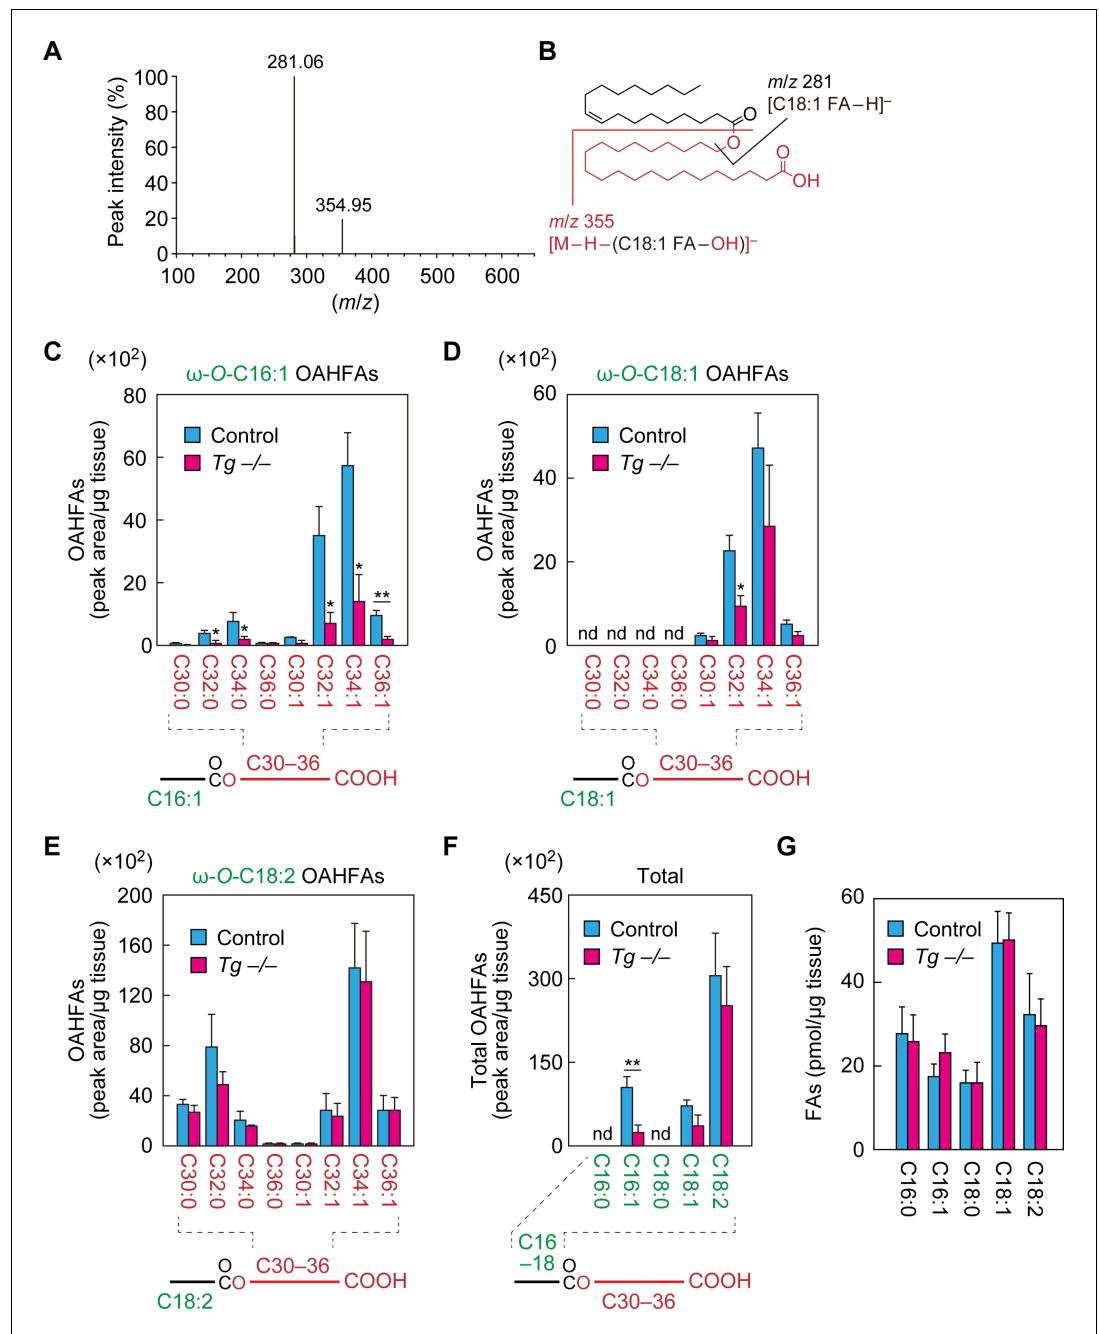 A
281.06
354.95
100
80
60
40
20
0
Peak intensity (%)
100 200 300 400 500 600
(m/z)
B
m/z 281
[C18:1 FA–H]–
O
O
O
OH
m/z 355
[M–H–(C18:1 FA–OH)]–
C
(×10²)
ω-O-C16:1 OAHFAs
80
60
40
20
0
OAHFAs
(peak area/µg tissue)
Control
Tg –/–
* * * * **
C30:0 C32:0 C34:0 C36:0 C30:1 C32:1 C34:1 C36:1
O
CO
C30–36
COOH
C16:1
D
(×10²)
ω-O-C18:1 OAHFAs
60
40
20
0
OAHFAs
(peak area/µg tissue)
Control
Tg –/–
nd nd nd nd *
C30:0 C32:0 C34:0 C36:0 C30:1 C32:1 C34:1 C36:1
O
CO
C30–36
COOH
C18:1
E
(×10²)
ω-O-C18:2 OAHFAs
200
160
120
80
40
0
OAHFAs
(peak area/µg tissue)
Control
Tg –/–
C30:0 C32:0 C34:0 C36:0 C30:1 C32:1 C34:1 C36:1
O
CO
C30–36
COOH
C18:2
F
(×10²)
Total
450
300
150
0
Total OAHFAs
(peak area/µg tissue)
Control
Tg –/–
nd ** nd
C16:0 C16:1 C18:0 C18:1 C18:2
C16
–18
O
CO
COOH
C30–36
G
60
40
20
0
FAs (pmol/µg tissue)
Control
Tg –/–
C16:0 C16:1 C18:0 C18:1 C18:2